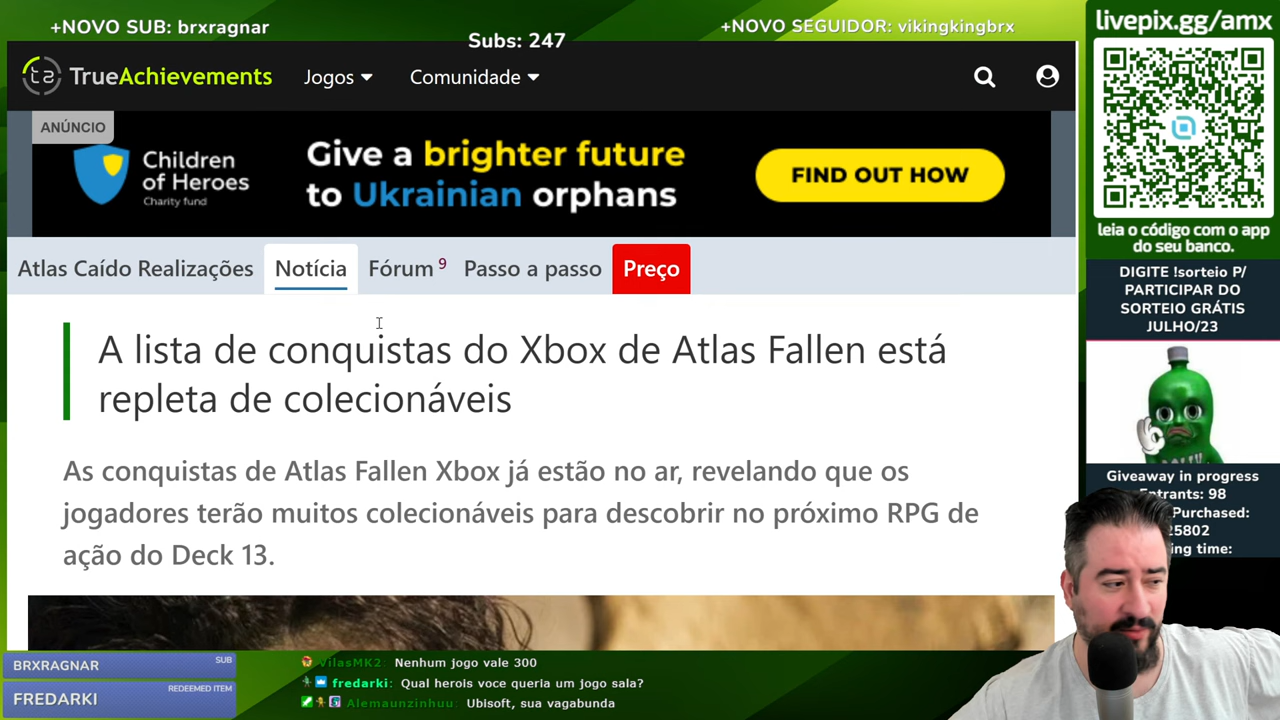 +NOVO SUB: brxragnar
Subs: 247
+NOVO SEGUIDOR: vikingkingbrx
livepix.gg/amx
TrueAchievements
Jogos
Comunidade
ANÚNCIO
Children
of Heroes
Charity fund
Give a brighter future
to Ukrainian orphans
FIND OUT HOW
leia o código com o app
do seu banco.
Atlas Caído Realizações
Notícia
Fórum 9
Passo a passo
Preço
DIGITE !sorteio P/
PARTICIPAR DO
SORTEIO GRÁTIS
JULHO/23
A lista de conquistas do Xbox de Atlas Fallen está
repleta de colecionáveis
As conquistas de Atlas Fallen Xbox já estão no ar, revelando que os
jogadores terão muitos colecionáveis para descobrir no próximo RPG de
ação do Deck 13.
Giveaway in progress
Entrants: 98
Purchased:
25802
time:
BRXRAGNAR
SUB
FREDARKI
REDEEMED ITEM
VilasMK2: Nenhum jogo vale 300
fredarki: Qual herois voce queria um jogo sala?
Alemaunzinhuu: Ubisoft, sua vagabunda